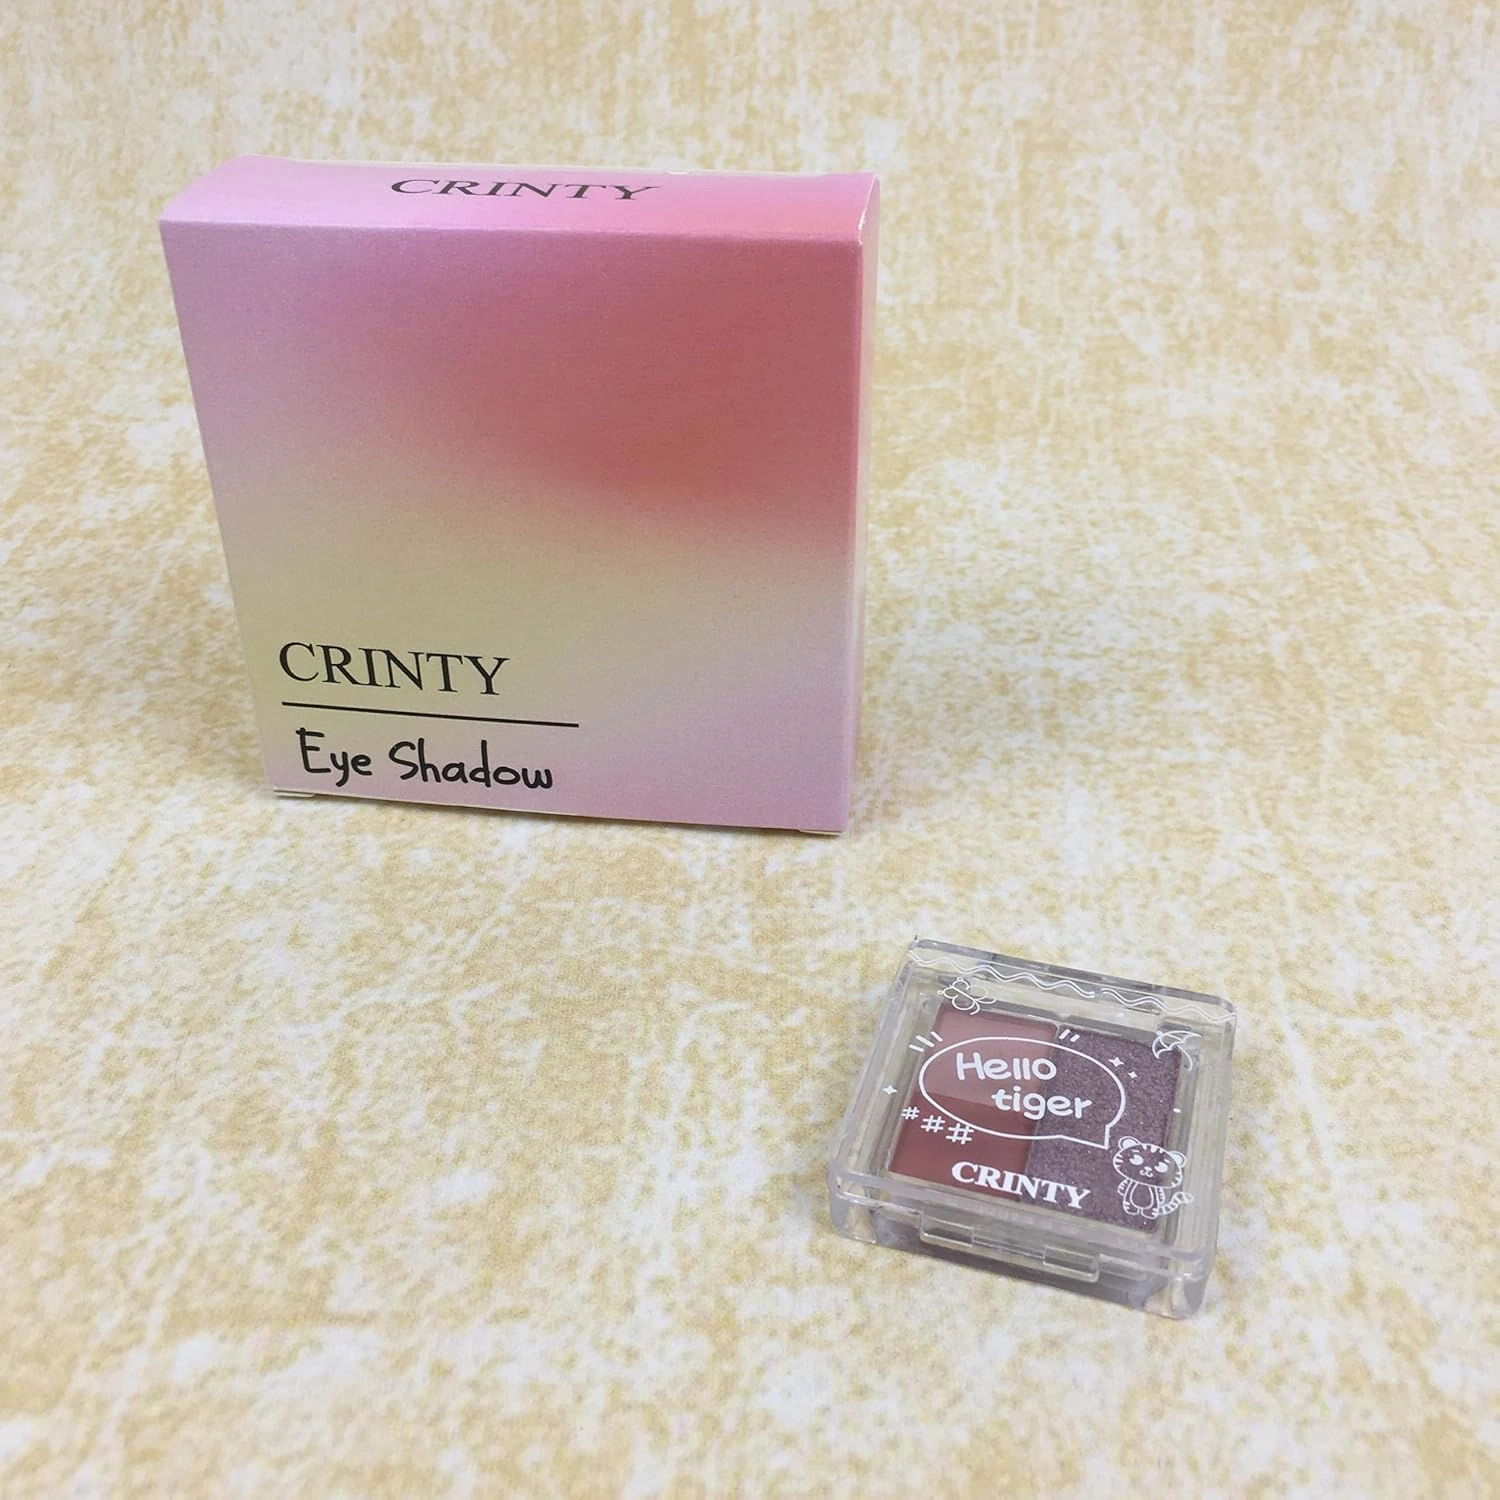 CRINTY
CRINTY
Eye Shadow
Hello
tiger
###
CRINTY